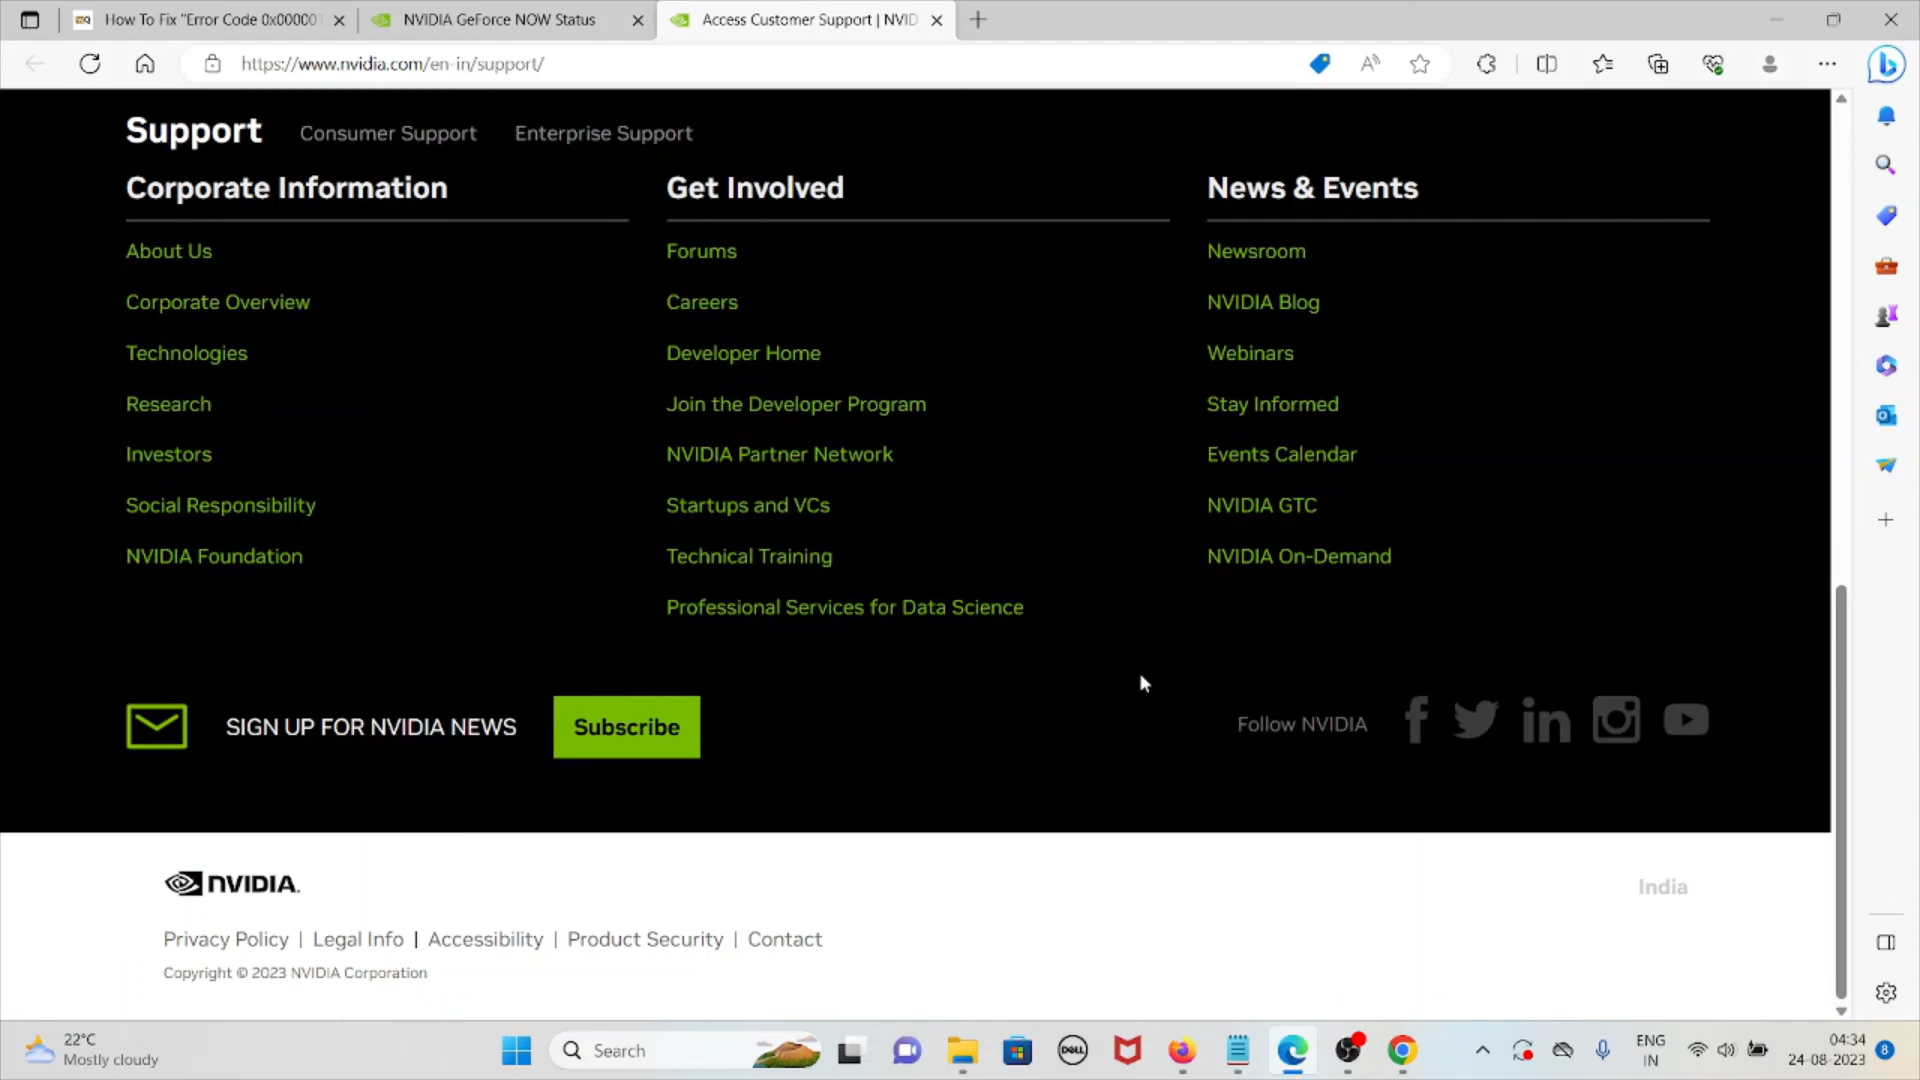 How To Fix "Error Code 0x00000
NVIDIA GeForce NOW Status
Access Customer Support | NVID
https://www.nvidia.com/en-in/support/
Support
Consumer Support
Enterprise Support
Corporate Information
About Us
Corporate Overview
Technologies
Research
Investors
Social Responsibility
NVIDIA Foundation
Get Involved
Forums
Careers
Developer Home
Join the Developer Program
NVIDIA Partner Network
Startups and VCs
Technical Training
Professional Services for Data Science
News & Events
Newsroom
NVIDIA Blog
Webinars
Stay Informed
Events Calendar
NVIDIA GTC
NVIDIA On-Demand
SIGN UP FOR NVIDIA NEWS
Subscribe
Follow NVIDIA
NVIDIA.
India
Privacy Policy | Legal Info | Accessibility | Product Security | Contact
Copyright © 2023 NVIDIA Corporation
22°C
Mostly cloudy
Search
DELL
ENG
IN
04:34
24-08-2023
8